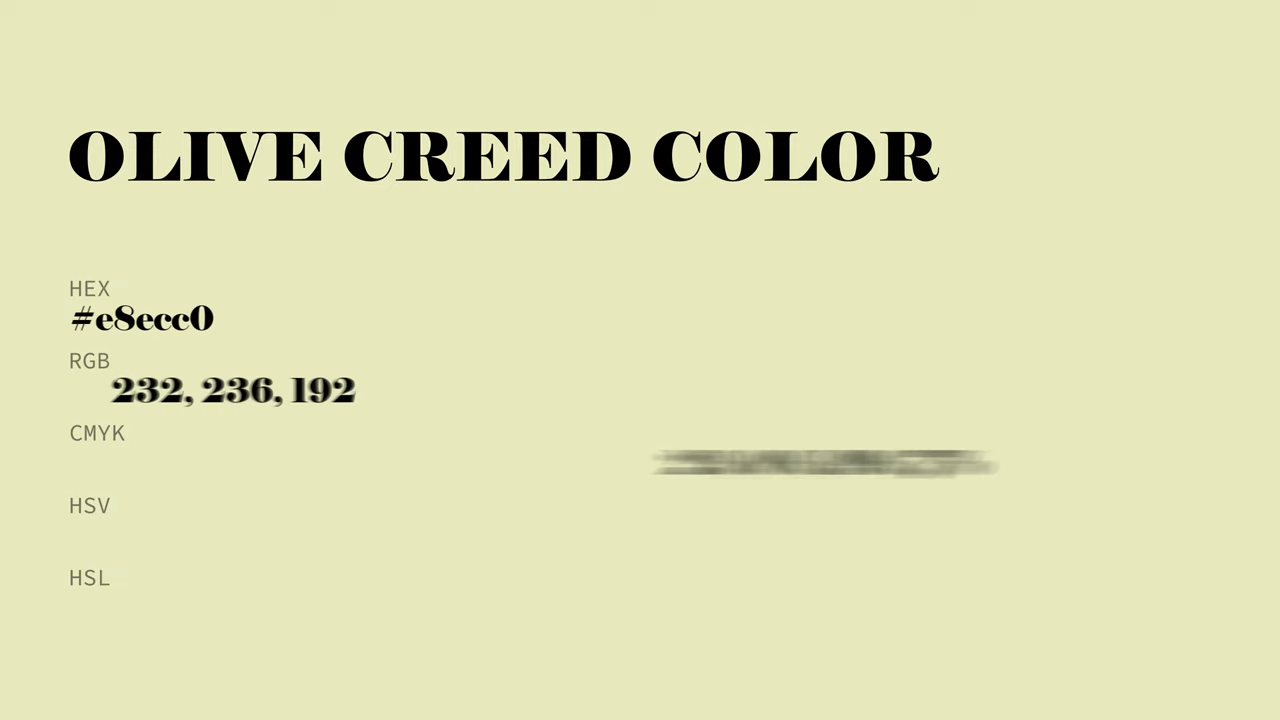 OLIVE CREED COLOR
HEX
#e8ecc0
RGB
232, 236, 192
CMYK
HSV
HSL